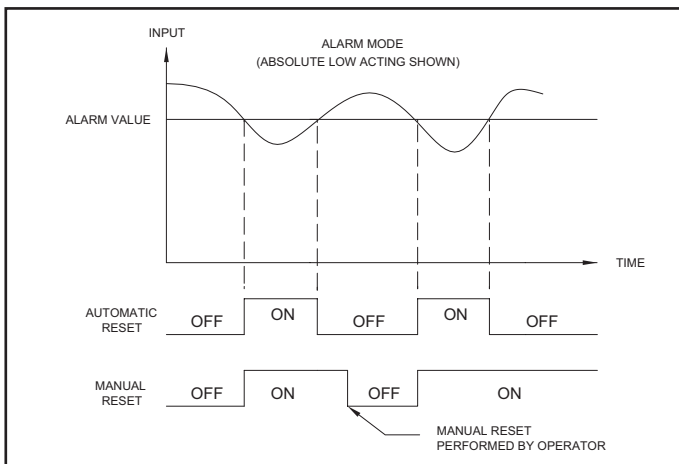 INPUT
ALARM MODE
(ABSOLUTE LOW ACTING SHOWN)
ALARM VALUE
TIME
AUTOMATIC
RESET
OFF
ON
OFF
ON
OFF
MANUAL
RESET
OFF
ON
OFF
ON
MANUAL RESET
PERFORMED BY OPERATOR